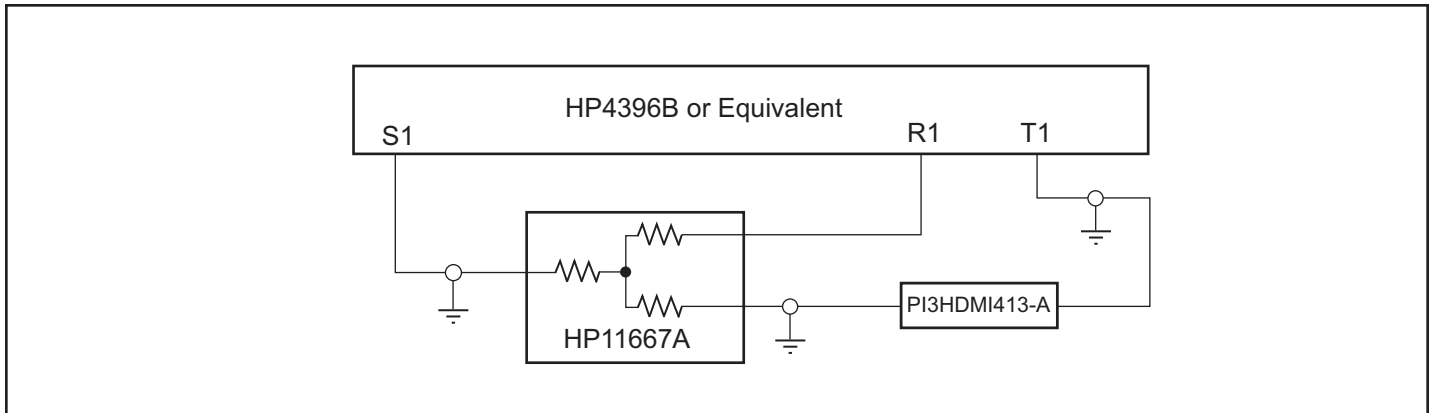 HP4396B or Equivalent
S1
R1
T1
PI3HDMI413-A
HP11667A